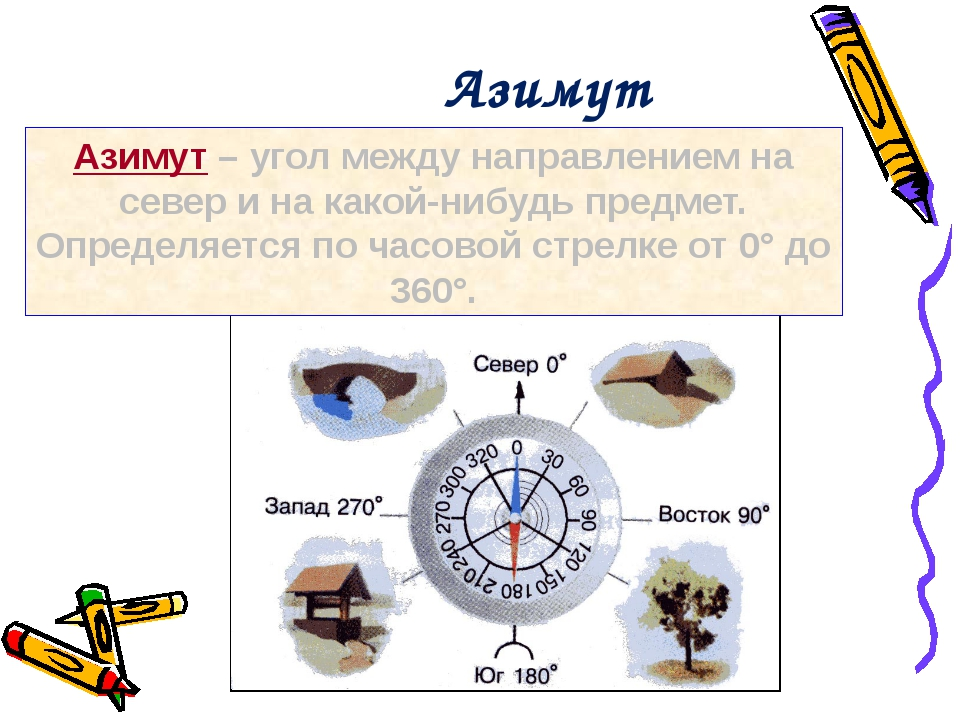 Азимут
Азимут – угол между направлением на
север и на какой-нибудь предмет.
Определяется по часовой стрелке от 0° до
360°.
Север 0°
Запад 270°
Восток 90°
0
30
60
90
120
150
180
210
240
270
300
320
Юг 180°